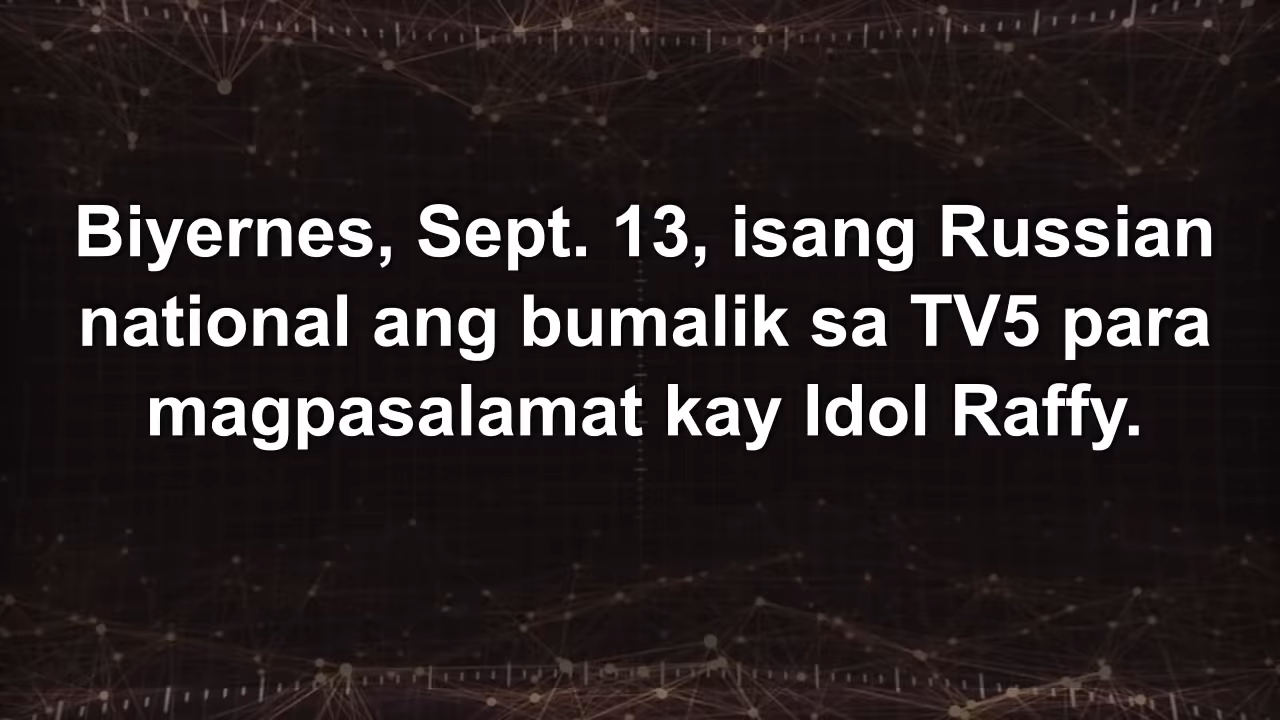 Biyernes, Sept. 13, isang Russian
national ang bumalik sa TV5 para
magpasalamat kay Idol Raffy.